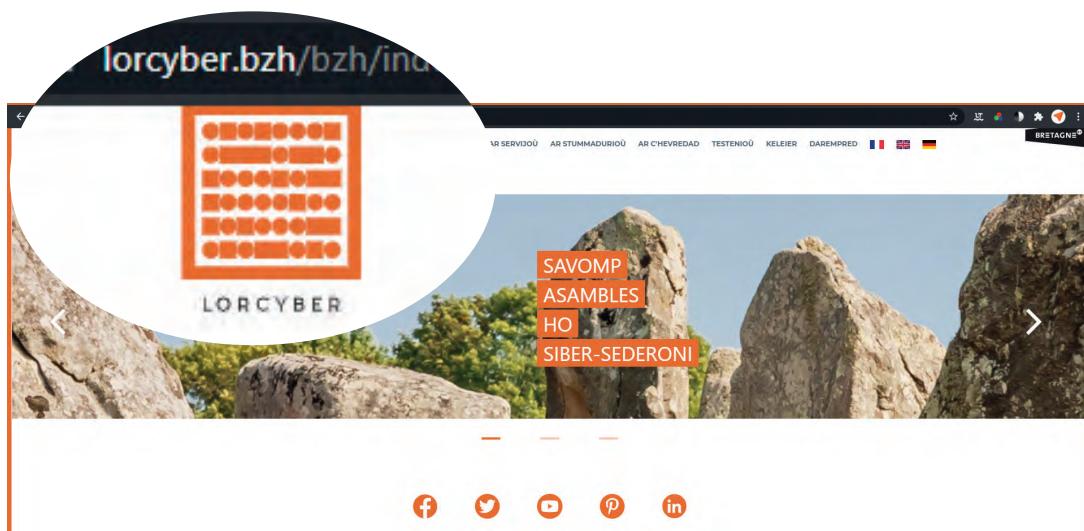 lorcyber.bzh/bzh/ind
LORCYBER
AR SERVIJOÙ AR STUMMADURIOÙ AR C'HEVREDAD TESTENIOÙ KELEIER DAREMPRED
BRETAGNE
SAVOMP
ASAMBLES
HO
SIBER-SEDERONI